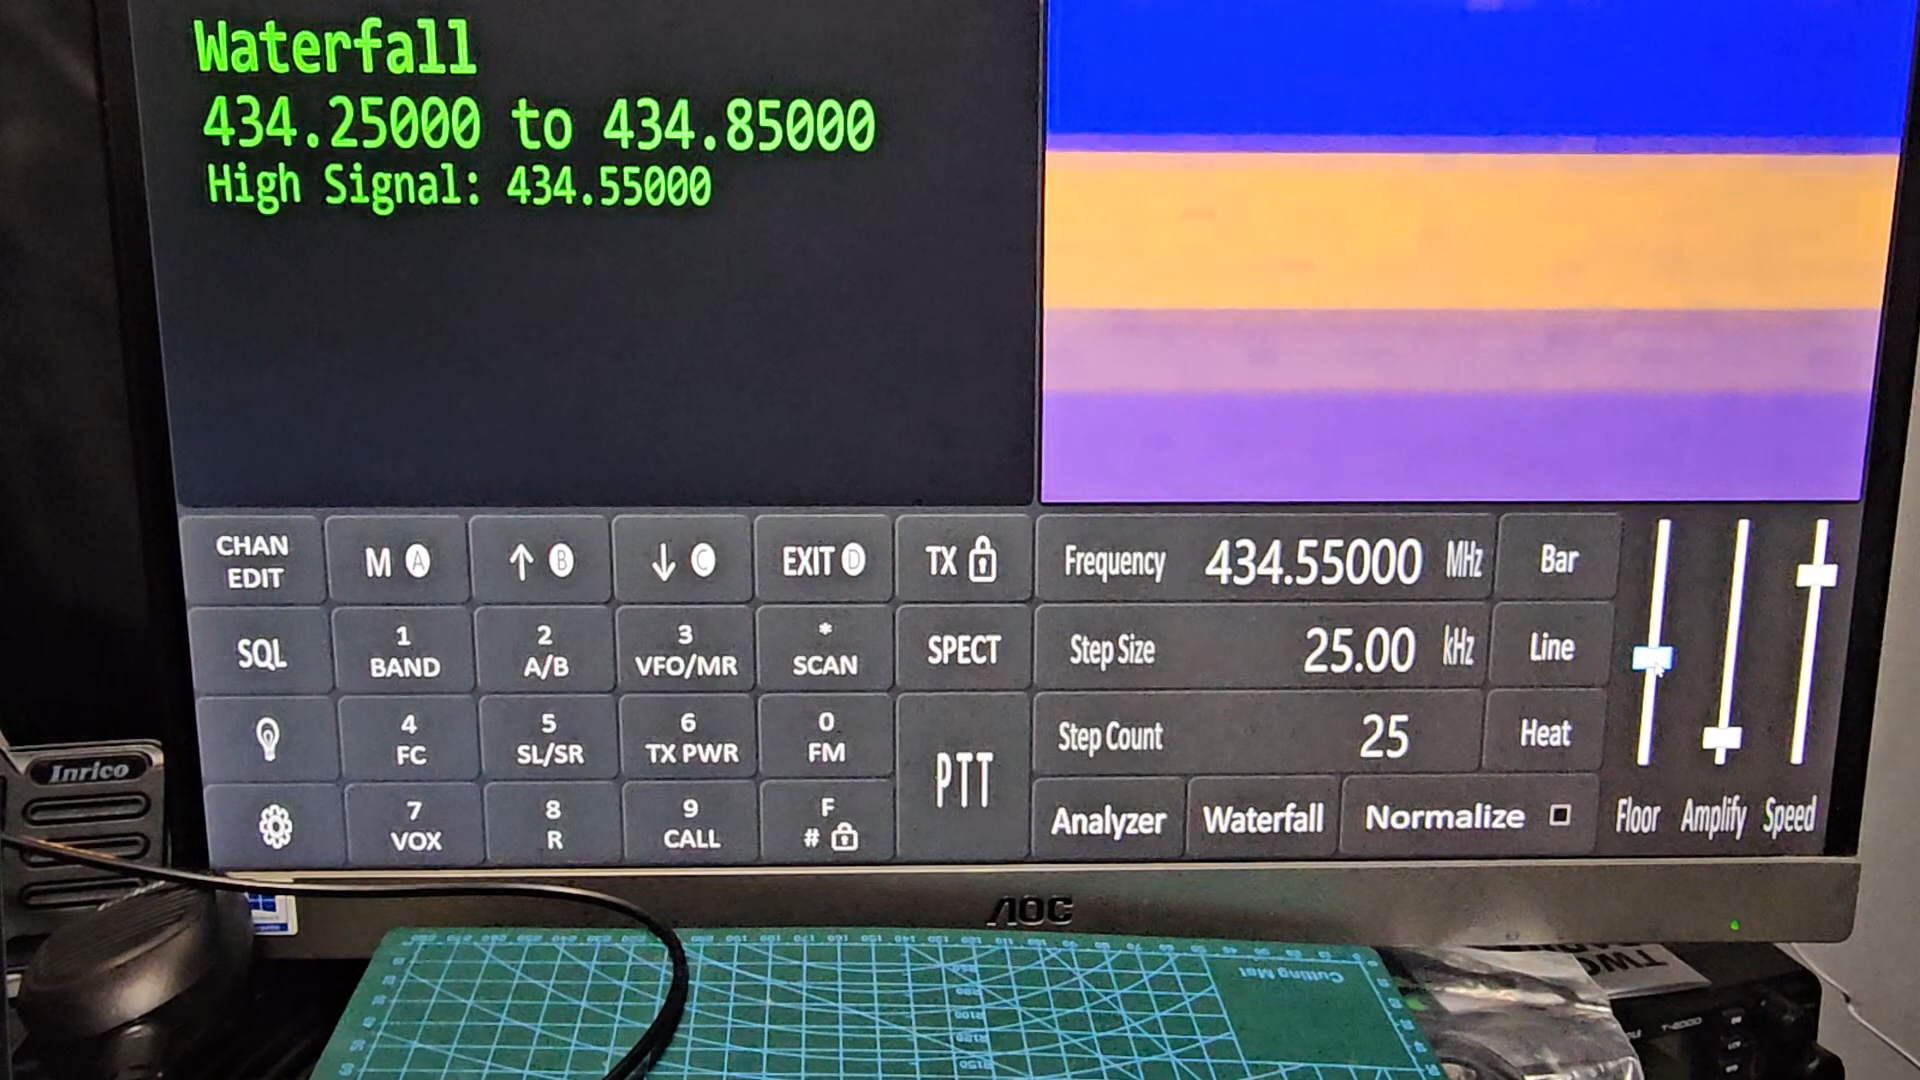 Waterfall
434.25000 to 434.85000
High Signal: 434.55000
CHAN EDIT
M A
↑ B
↓ C
EXIT D
TX
Frequency 434.55000 MHz
Bar
SQL
1 BAND
2 A/B
3 VFO/MR
* SCAN
SPECT
Step Size 25.00 kHz
Line
4 FC
5 SL/SR
6 TX PWR
0 FM
PTT
Step Count 25
Heat
7 VOX
8 R
9 CALL
F #
Analyzer
Waterfall
Normalize
Floor
Amplify
Speed
Inrico
AOC
Cutting Mat
TWO
T-2000